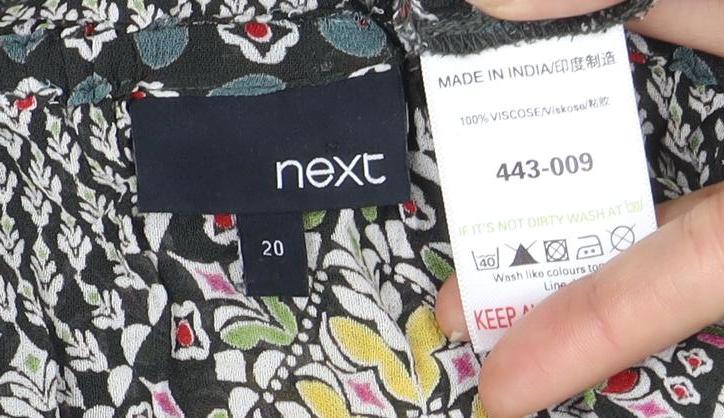 next
20
MADE IN INDIA/印度制造
100% VISCOSE/Viskose/粘胶
443-009
IF IT'S NOT DIRTY WASH AT 30/
40
Wash like colours
Line
KEEP